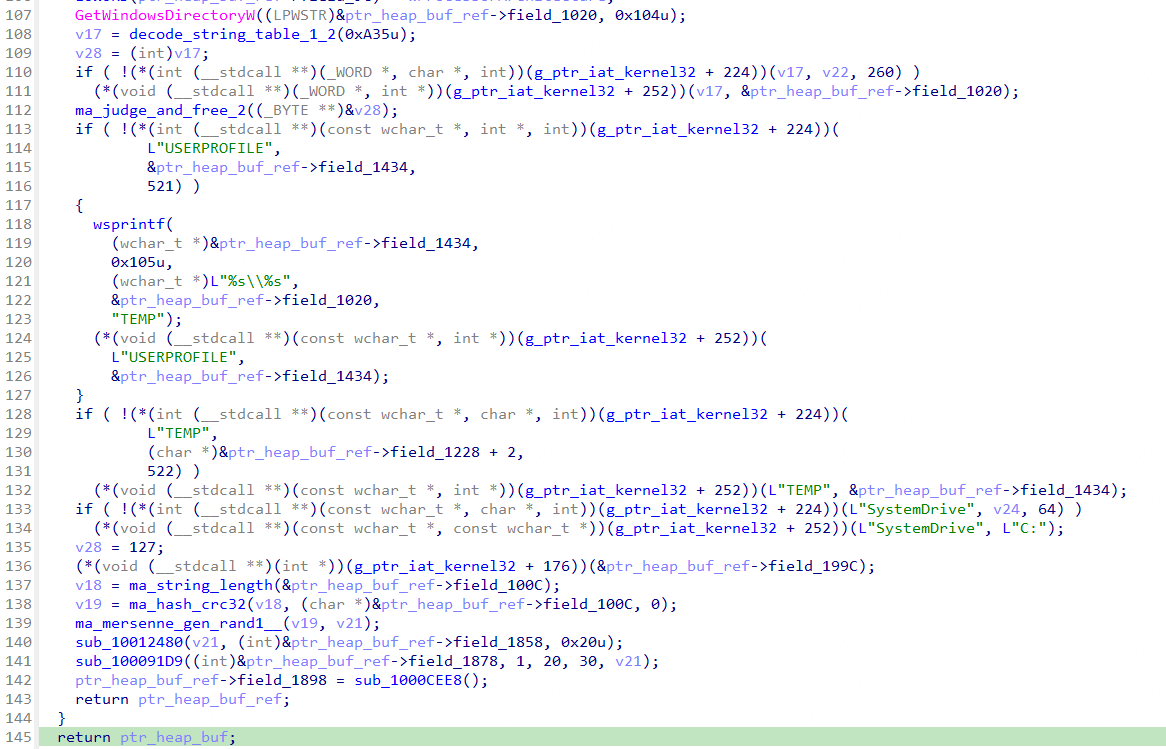 107 GetWindowsDirectoryW((LPWSTR)&ptr_heap_buf_ref->field_1020, 0x104u);
108 v17 = decode_string_table_1_2(0xA35u);
109 v28 = (int)v17;
110 if ( !(*(int (__stdcall **)(_WORD *, char *, int))(g_ptr_iat_kernel32 + 224))(v17, v22, 260) )
111 (*(void (__stdcall **)(_WORD *, int *))(g_ptr_iat_kernel32 + 252))(v17, &ptr_heap_buf_ref->field_1020);
112 ma_judge_and_free_2((_BYTE **)&v28);
113 if ( !(*(int (__stdcall **)(const wchar_t *, int *, int))(g_ptr_iat_kernel32 + 224))(
114 L"USERPROFILE",
115 &ptr_heap_buf_ref->field_1434,
116 521) )
117 {
118 wsprintf(
119 (wchar_t *)&ptr_heap_buf_ref->field_1434,
120 0x105u,
121 (wchar_t *)L"%s\\%s",
122 &ptr_heap_buf_ref->field_1020,
123 "TEMP");
124 (*(void (__stdcall **)(const wchar_t *, int *))(g_ptr_iat_kernel32 + 252))(
125 L"USERPROFILE",
126 &ptr_heap_buf_ref->field_1434);
127 }
128 if ( !(*(int (__stdcall **)(const wchar_t *, char *, int))(g_ptr_iat_kernel32 + 224))(
129 L"TEMP",
130 (char *)&ptr_heap_buf_ref->field_1228 + 2,
131 522) )
132 (*(void (__stdcall **)(const wchar_t *, int *))(g_ptr_iat_kernel32 + 252))(L"TEMP", &ptr_heap_buf_ref->field_1434);
133 if ( !(*(int (__stdcall **)(const wchar_t *, char *, int))(g_ptr_iat_kernel32 + 224))(L"SystemDrive", v24, 64) )
134 (*(void (__stdcall **)(const wchar_t *, const wchar_t *))(g_ptr_iat_kernel32 + 252))(L"SystemDrive", L"C:");
135 v28 = 127;
136 (*(void (__stdcall **)(int *))(g_ptr_iat_kernel32 + 176))(&ptr_heap_buf_ref->field_199C);
137 v18 = ma_string_length(&ptr_heap_buf_ref->field_100C);
138 v19 = ma_hash_crc32(v18, (char *)&ptr_heap_buf_ref->field_100C, 0);
139 ma_mersenne_gen_rand1__(v19, v21);
140 sub_10012480(v21, (int)&ptr_heap_buf_ref->field_1858, 0x20u);
141 sub_100091D9((int)&ptr_heap_buf_ref->field_1878, 1, 20, 30, v21);
142 ptr_heap_buf_ref->field_1898 = sub_1000CEE8();
143 return ptr_heap_buf_ref;
144 }
145 return ptr_heap_buf;